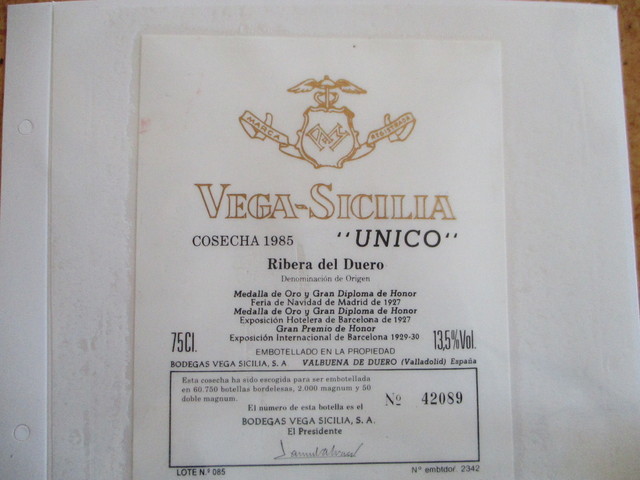 MARCA REGISTRADA
VEGA-SICILIA
COSECHA 1985 "UNICO"
Ribera del Duero
Denominación de Origen
Medalla de Oro y Gran Diploma de Honor
Feria de Navidad de Madrid de 1927
Medalla de Oro y Gran Diploma de Honor
Exposición Hotelera de Barcelona de 1927
Gran Premio de Honor
Exposición Internacional de Barcelona 1929-30
75Cl. 13,5%Vol.
EMBOTELLADO EN LA PROPIEDAD
BODEGAS VEGA SICILIA, S. A VALBUENA DE DUERO (Valladolid) España
Esta cosecha ha sido escogida para ser embotellada
en 60.750 botellas bordelesas, 2.000 magnum y 50
doble magnum.
Nº 42089
El número de esta botella es el
BODEGAS VEGA SICILIA, S. A.
El Presidente
LOTE N.º 085 Nº embtdor. 2342